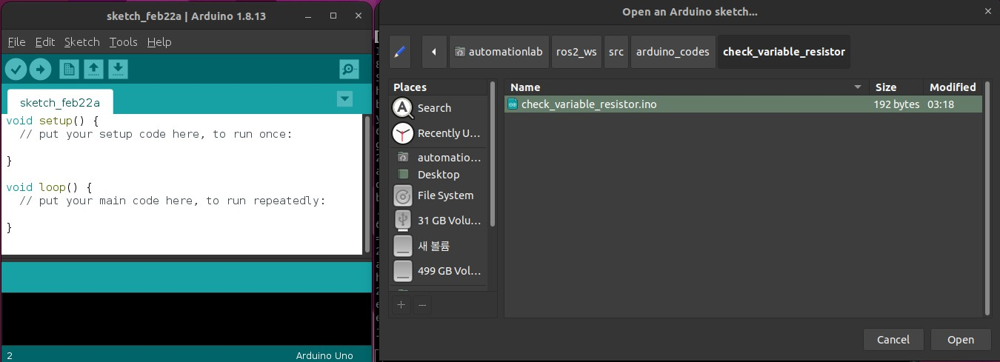 sketch_feb22a | Arduino 1.8.13
File Edit Sketch Tools Help
sketch_feb22a
void setup() {
// put your setup code here, to run once:
}
void loop() {
// put your main code here, to run repeatedly:
}
2
Arduino Uno
Open an Arduino sketch...
automationlab ros2_ws src arduino_codes check_variable_resistor
Places
Search
Recently U...
automatio...
Desktop
File System
31 GB Volu...
새 볼륨
499 GB Vol...
Name Size Modified
check_variable_resistor.ino 192 bytes 03:18
Cancel Open